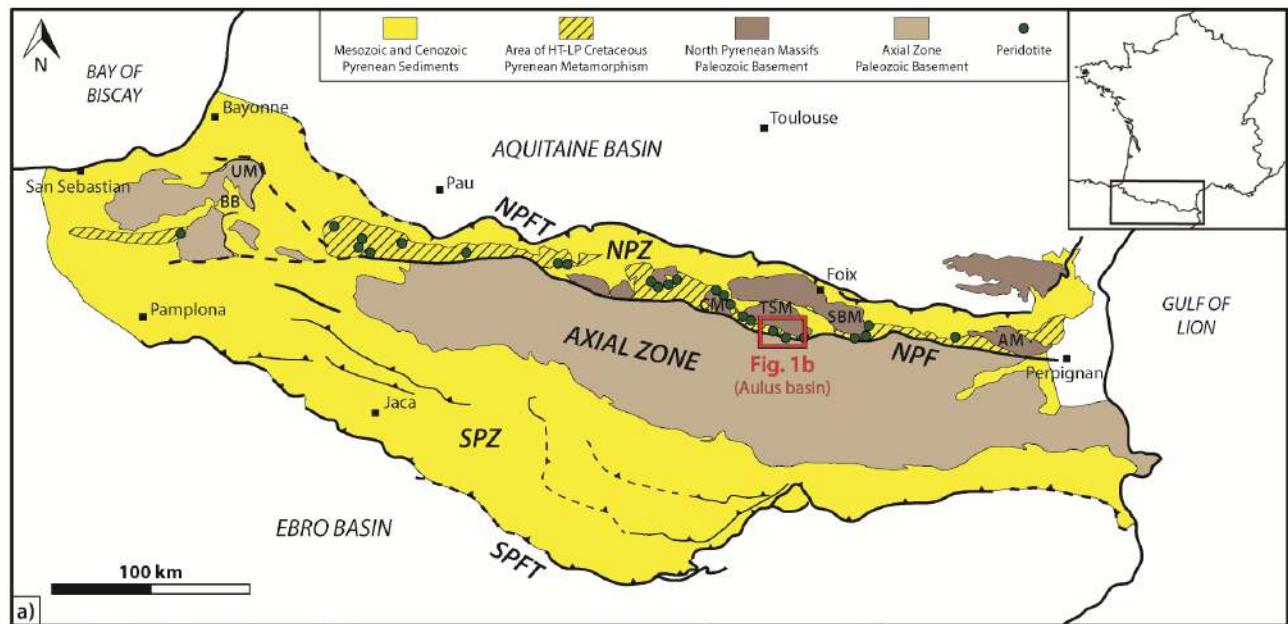 N
Mesozoic and Cenozoic
Pyrenean Sediments
Area of HT-LP Cretaceous
Pyrenean Metamorphism
North Pyrenean Massifs
Paleozoic Basement
Axial Zone
Paleozoic Basement
Peridotite
BAY OF
BISCAY
Bayonne
Toulouse
AQUITAINE BASIN
San Sebastian
UM
Pau
BB
NPFT
NPZ
Foix
GULF OF
LION
Pamplona
CM
TSM
SBM
AM
NPF
AXIAL ZONE
Fig. 1b
(Aulus basin)
Perpignan
Jaca
SPZ
EBRO BASIN
SPFT
100 km
a)